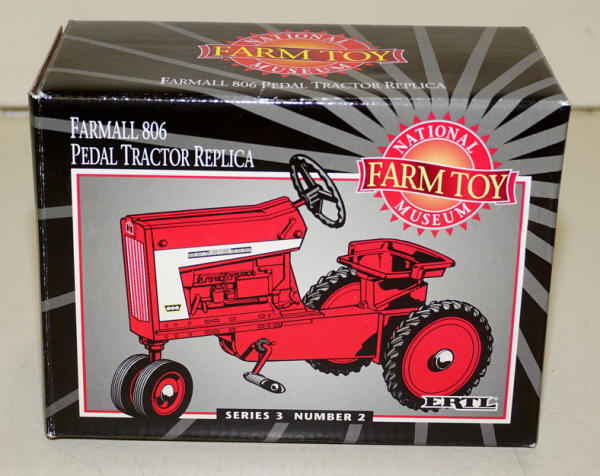 NATIONAL
FARM TOY
MUSEUM
FARMALL 806 PEDAL TRACTOR REPLICA
FARMALL 806
PEDAL TRACTOR REPLICA
NATIONAL
FARM TOY
MUSEUM
806
ERTL
SERIES 3 NUMBER 2